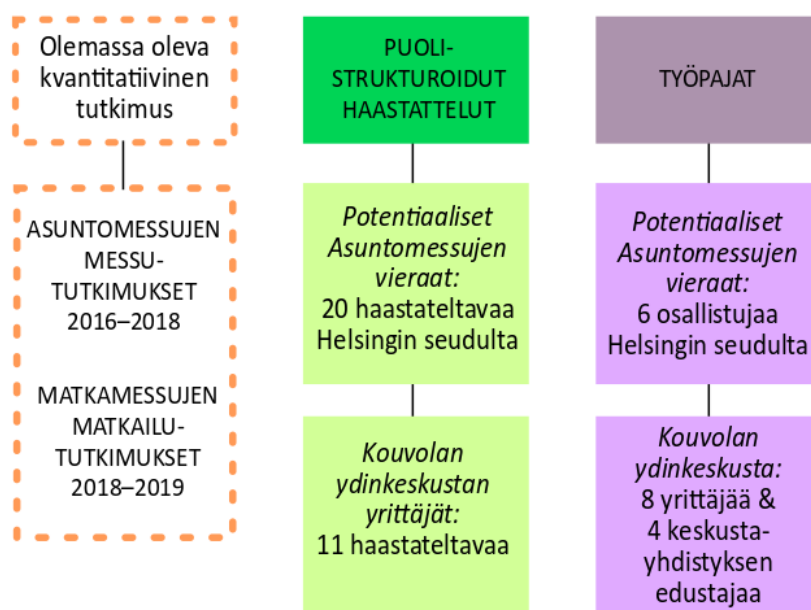 Olemassa oleva
kvantitatiivinen
tutkimus
ASUNTOMESSUJEN
MESSU-
TUTKIMUKSET
2016–2018
MATKAMESSUJEN
MATKAILU-
TUTKIMUKSET
2018–2019
PUOLI-
STRUKTUROIDUT
HAASTATTELUT
Potentiaaliset
Asuntomessujen
vieraat:
20 haastateltavaa
Helsingin seudulta
Kouvolan
ydinkeskustan
yrittäjät:
11 haastateltavaa
TYÖPAJAT
Potentiaaliset
Asuntomessujen
vieraat:
6 osallistujaa
Helsingin seudulta
Kouvolan
ydinkeskusta:
8 yrittäjää &
4 keskusta-
yhdistyksen
edustajaa